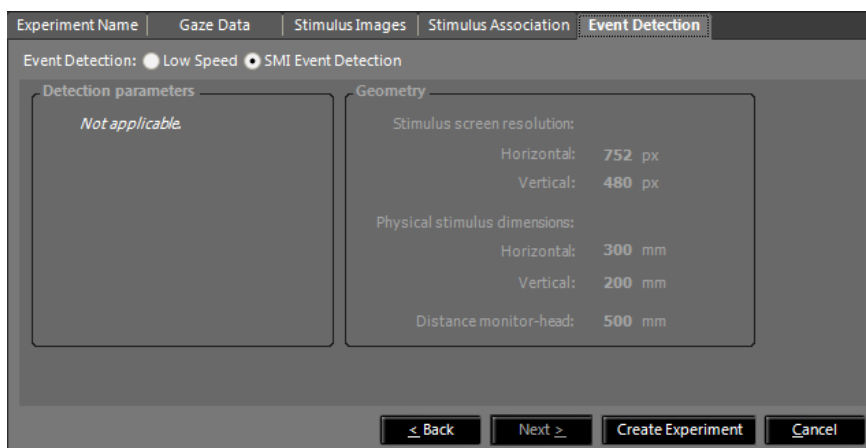 Experiment Name Gaze Data Stimulus Images Stimulus Association Event Detection
Event Detection: Low Speed SMI Event Detection
Detection parameters
Not applicable.
Geometry
Stimulus screen resolution:
Horizontal: 752 px
Vertical: 480 px
Physical stimulus dimensions:
Horizontal: 300 mm
Vertical: 200 mm
Distance monitor-head: 500 mm
< Back Next > Create Experiment Cancel